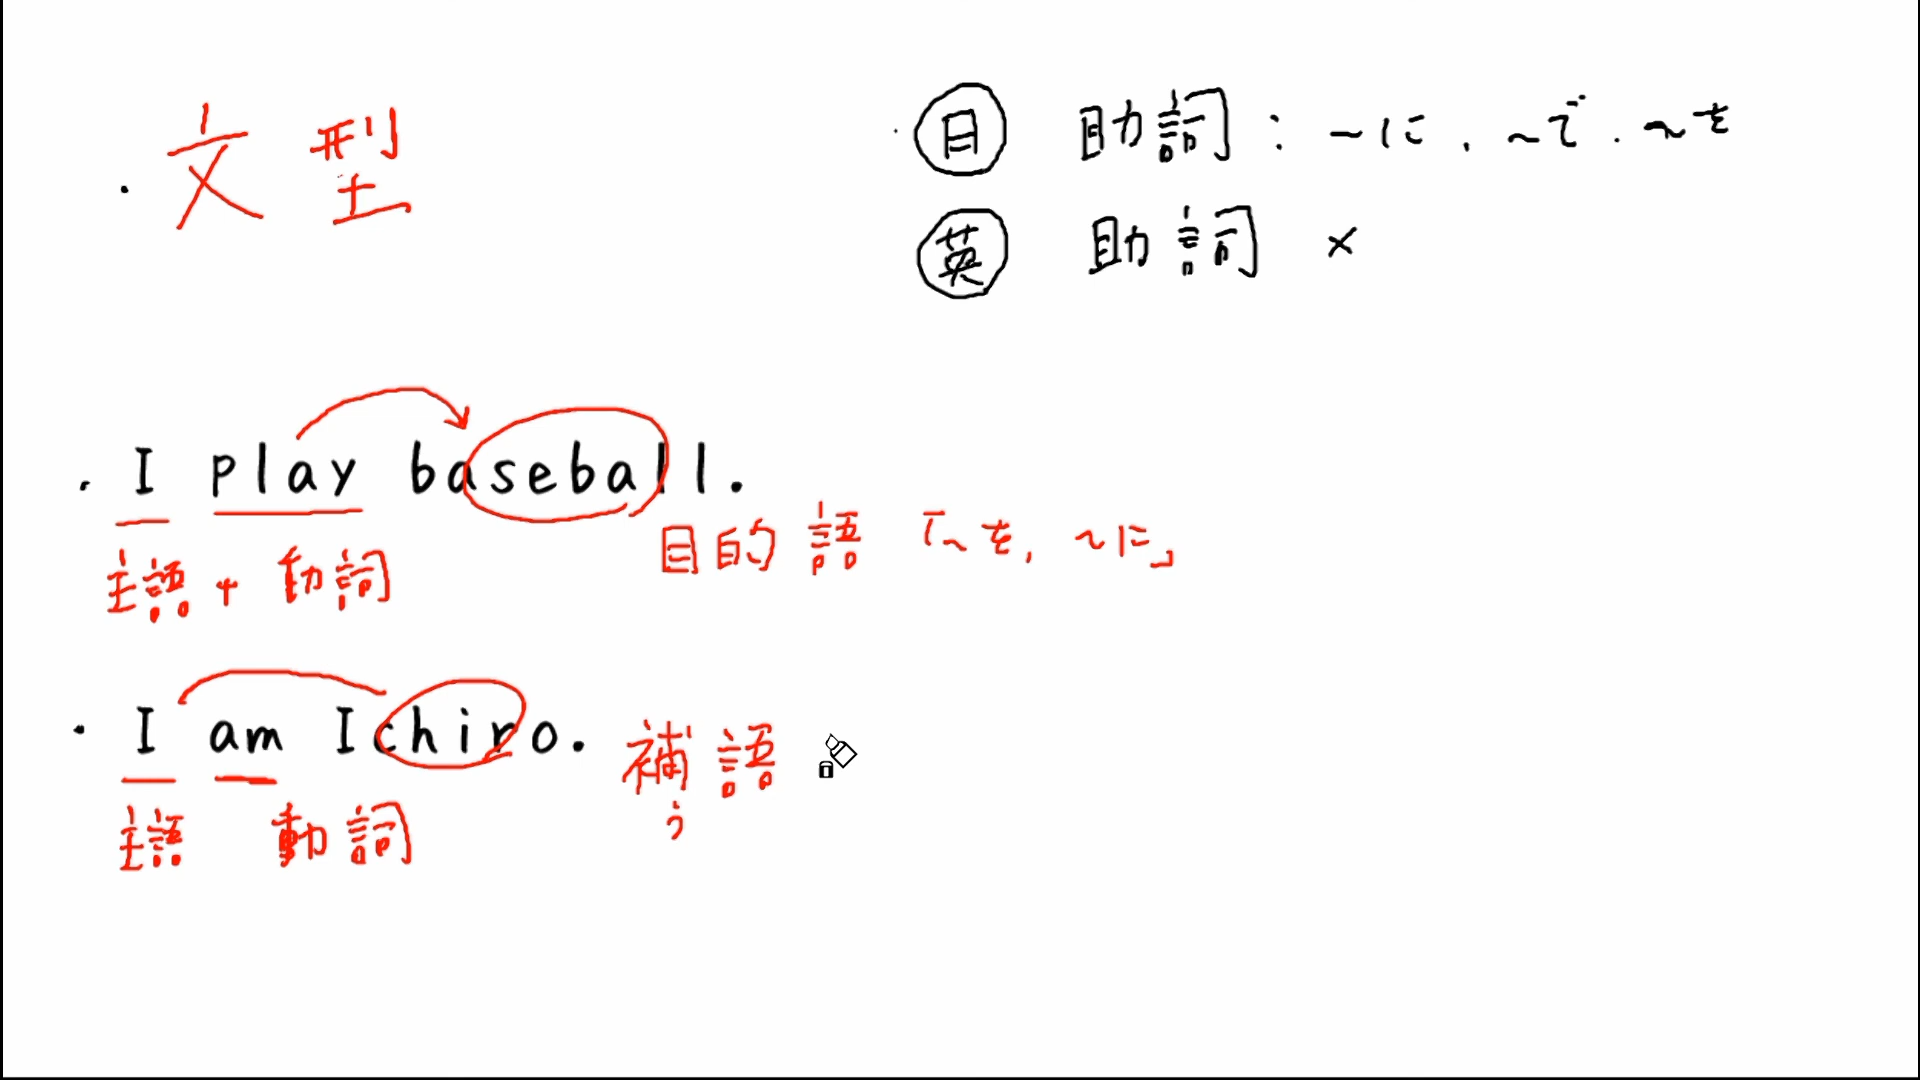 ・文型
・日 助詞:~に、~で、~を
英 助詞 ×
・I play baseball.
目的語「~を、~に」
主語+動詞
・I am Ichiro.
補語
主語 動詞